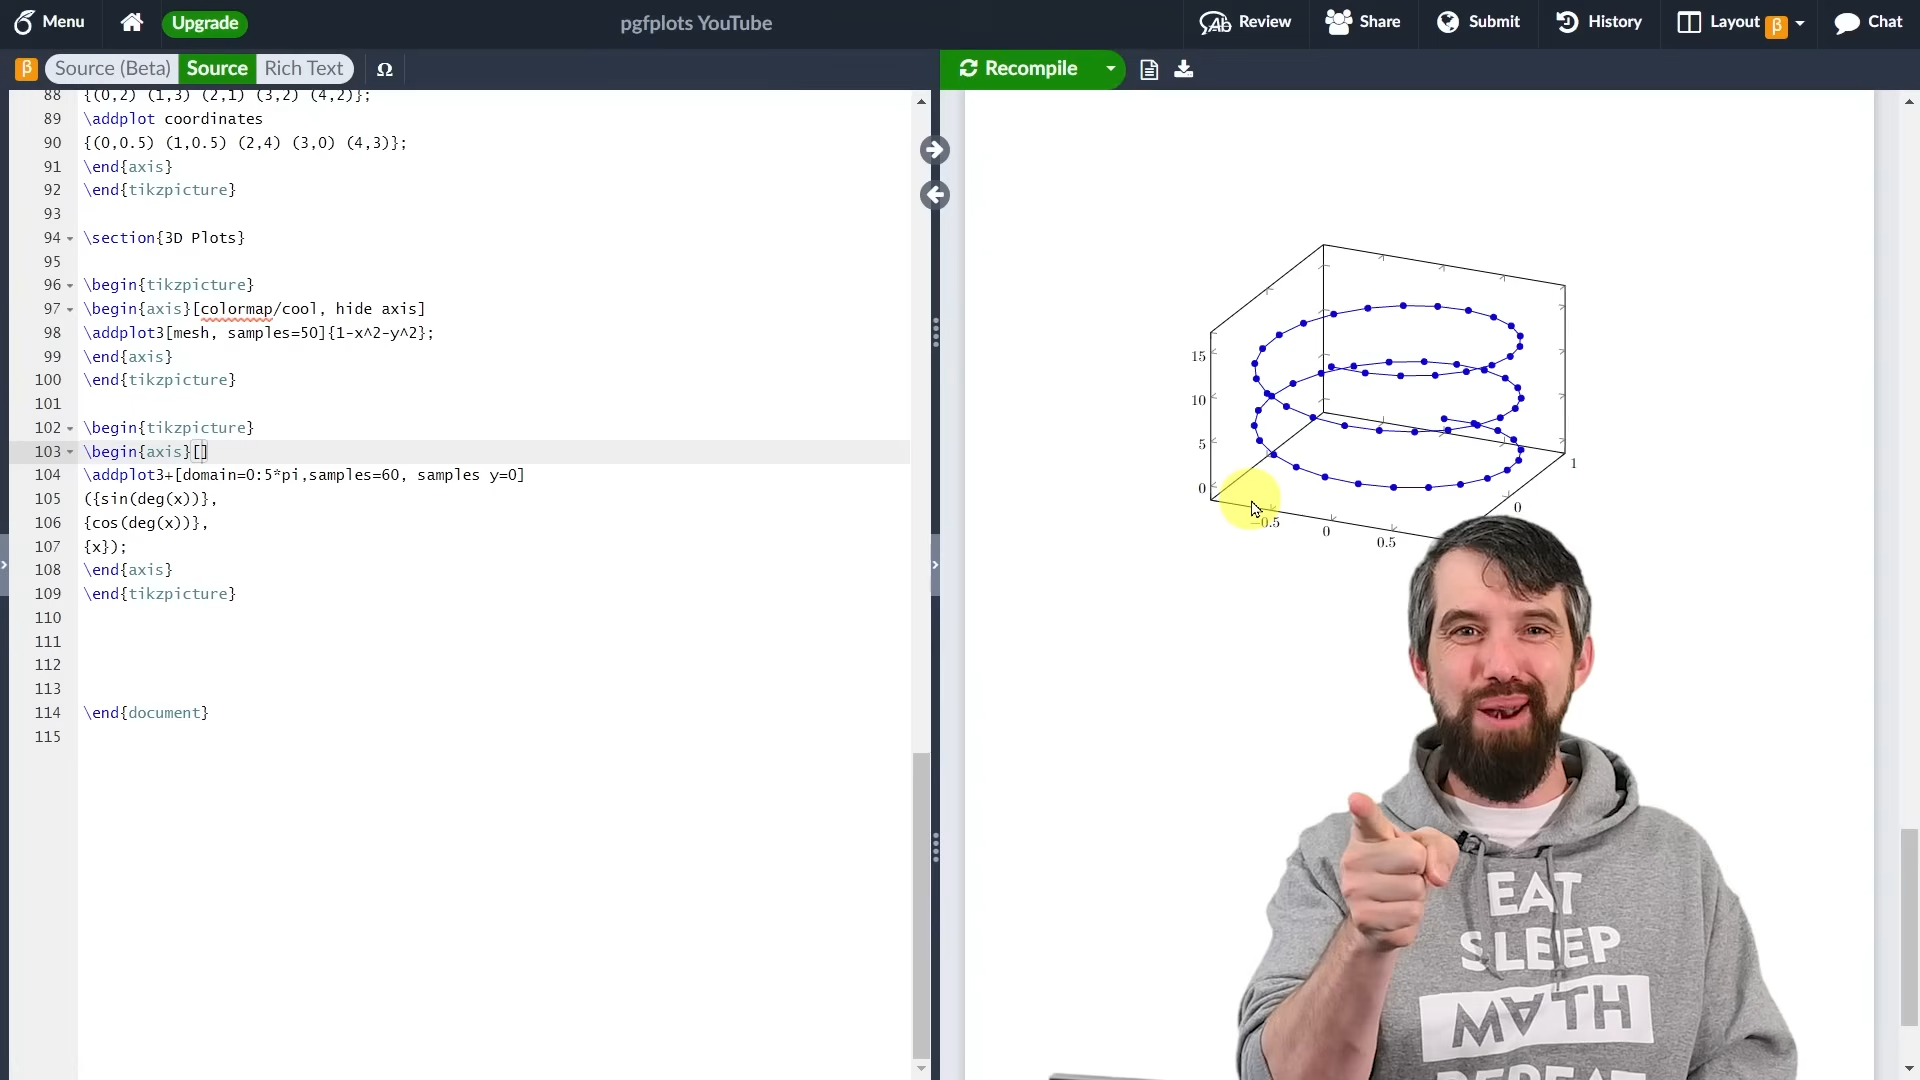 Menu
Upgrade
pgfplots YouTube
Review
Share
Submit
History
Layout β
Chat
β Source (Beta) Source Rich Text Ω
Recompile
88 {(0,2) (1,3) (2,1) (3,2) (4,2)};
89 \addplot coordinates
90 {(0,0.5) (1,0.5) (2,4) (3,0) (4,3)};
91 \end{axis}
92 \end{tikzpicture}
93
94 \section{3D Plots}
95
96 \begin{tikzpicture}
97 \begin{axis}[colormap/cool, hide axis]
98 \addplot3[mesh, samples=50]{1-x^2-y^2};
99 \end{axis}
100 \end{tikzpicture}
101
102 \begin{tikzpicture}
103 \begin{axis}[]
104 \addplot3+[domain=0:5*pi,samples=60, samples y=0]
105 ({sin(deg(x))},
106 {cos(deg(x))},
107 {x});
108 \end{axis}
109 \end{tikzpicture}
110
111
112
113
114 \end{document}
115
15
10
5
0
−0.5
0
0.5
0
1
EAT
SLEEP
MATH
REPEAT